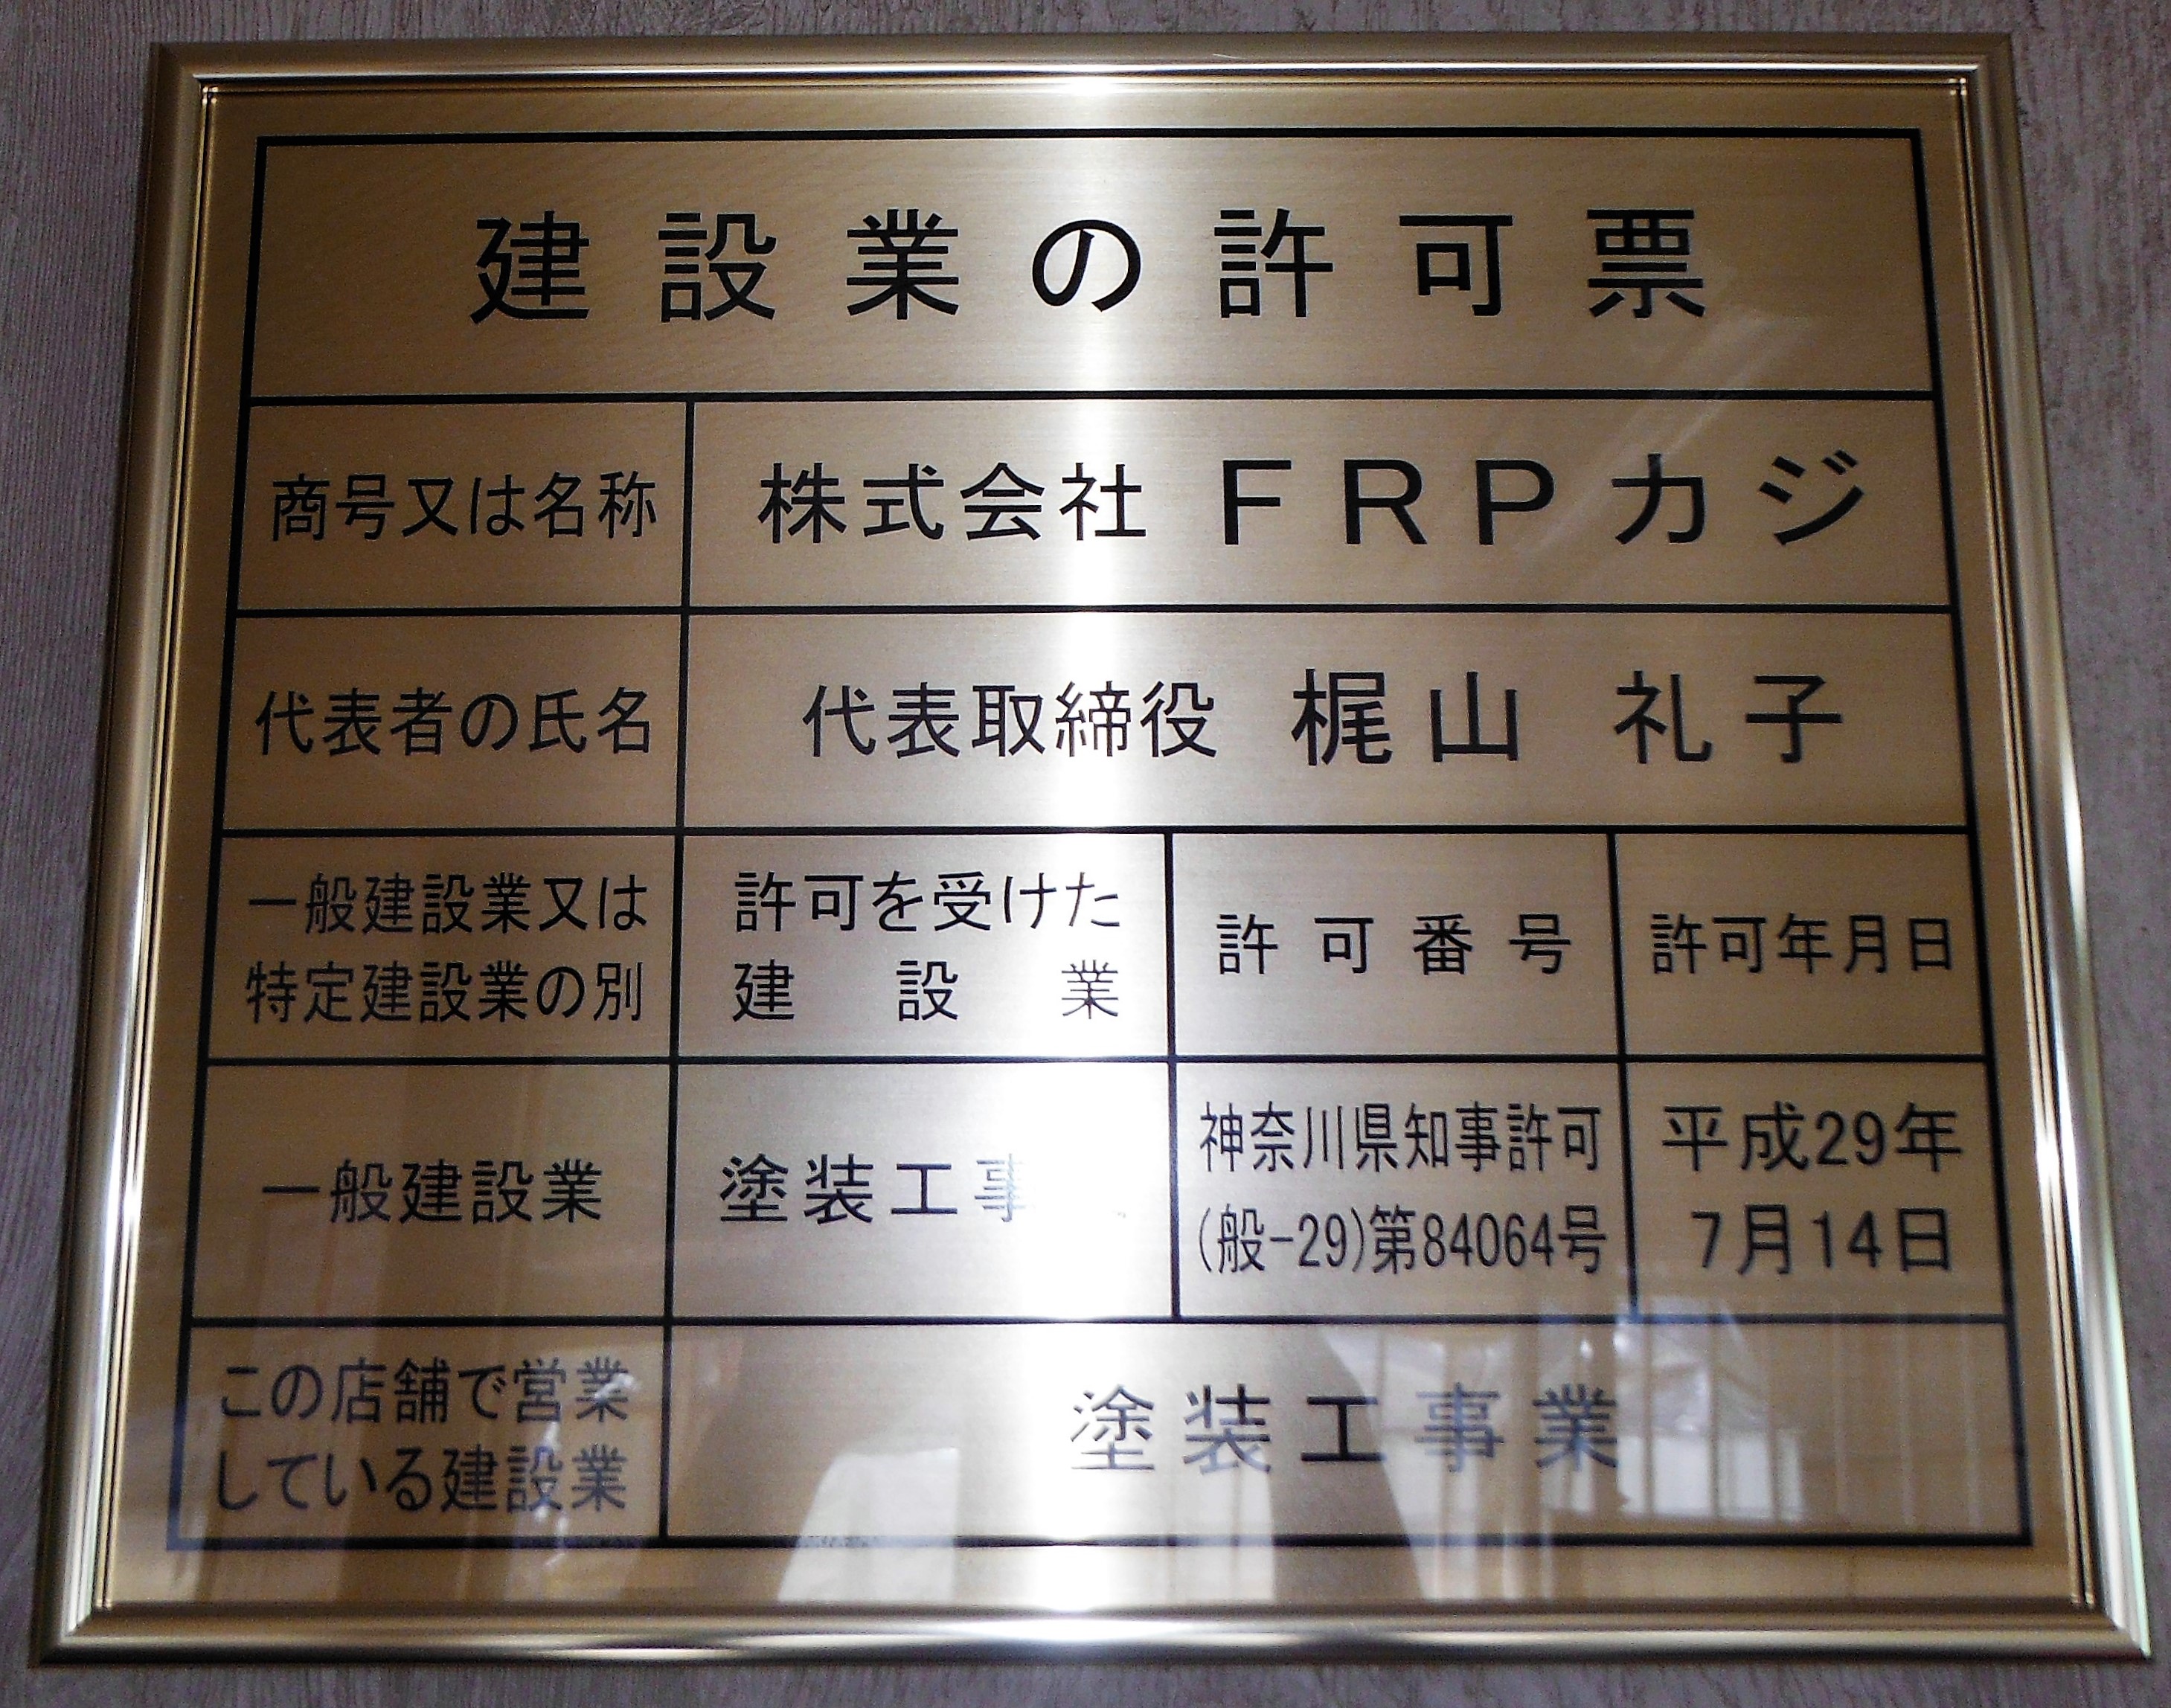 建設業の許可票
商号又は名称
株式会社 FRPカジ
代表者の氏名
代表取締役 梶山 礼子
一般建設業又は
特定建設業の別
許可を受けた
建設業
許可番号
許可年月日
一般建設業
塗装工事
神奈川県知事許可
(般-29)第84064号
平成29年
7月14日
この店舗で営業
している建設業
塗装工事業